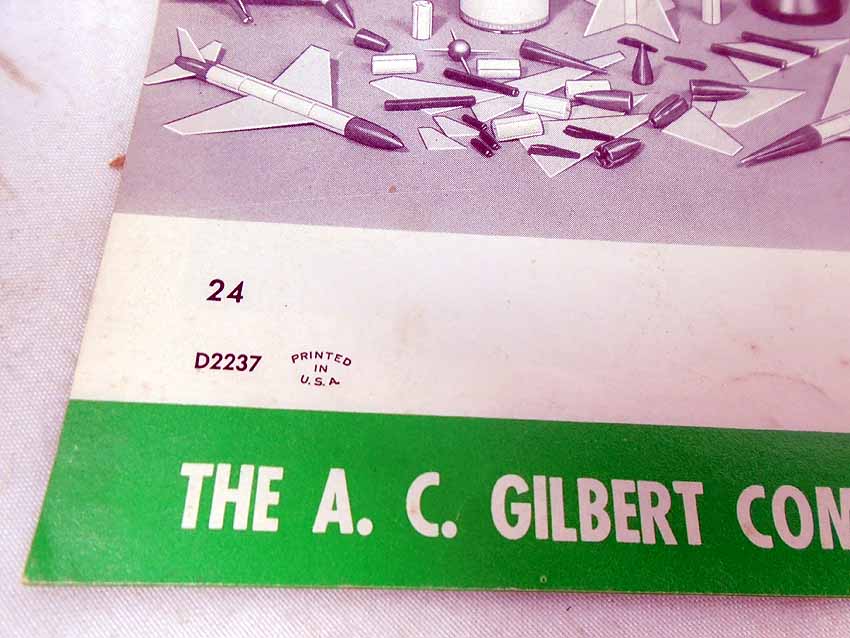 24
D2237
PRINTED
IN
U.S.A
THE A. C. GILBERT